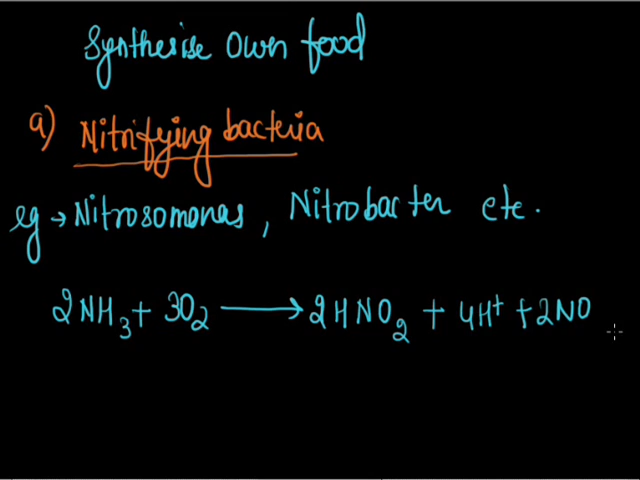 Synthesise Own food
a) Nitrifying bacteria
eg → Nitrosomonas, Nitrobacter etc.
2NH₃ + 3O₂ ⟶ 2HNO₂ + 4H⁺ + 2NO